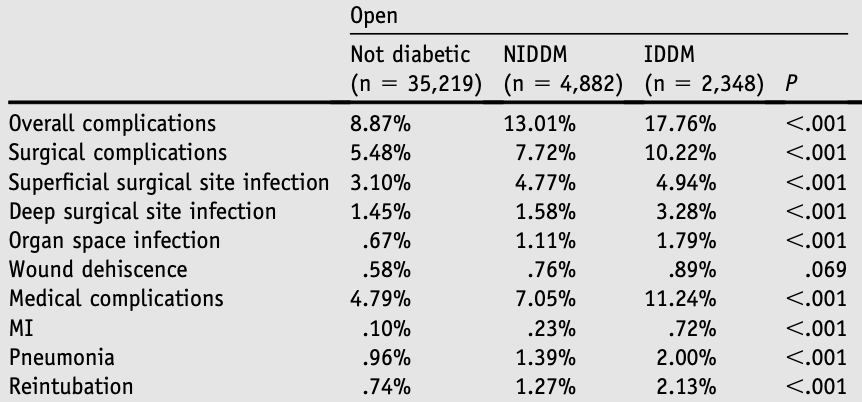 Open
Not diabetic NIDDM IDDM
(n = 35,219) (n = 4,882) (n = 2,348) P
Overall complications 8.87% 13.01% 17.76% <.001
Surgical complications 5.48% 7.72% 10.22% <.001
Superficial surgical site infection 3.10% 4.77% 4.94% <.001
Deep surgical site infection 1.45% 1.58% 3.28% <.001
Organ space infection .67% 1.11% 1.79% <.001
Wound dehiscence .58% .76% .89% .069
Medical complications 4.79% 7.05% 11.24% <.001
MI .10% .23% .72% <.001
Pneumonia .96% 1.39% 2.00% <.001
Reintubation .74% 1.27% 2.13% <.001